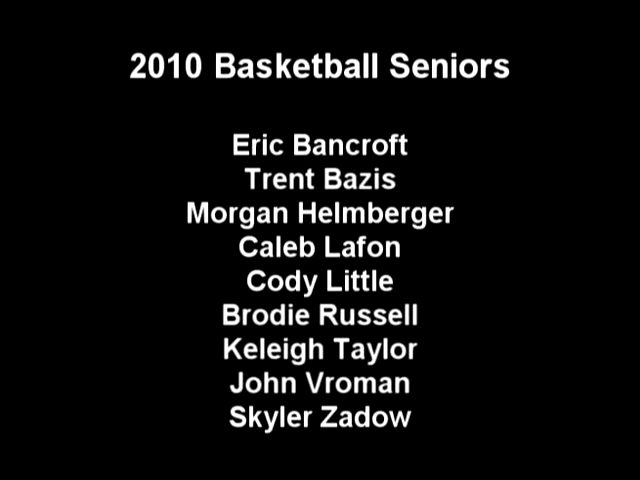 2010 Basketball Seniors
Eric Bancroft
Trent Bazis
Morgan Helmberger
Caleb Lafon
Cody Little
Brodie Russell
Keleigh Taylor
John Vroman
Skyler Zadow